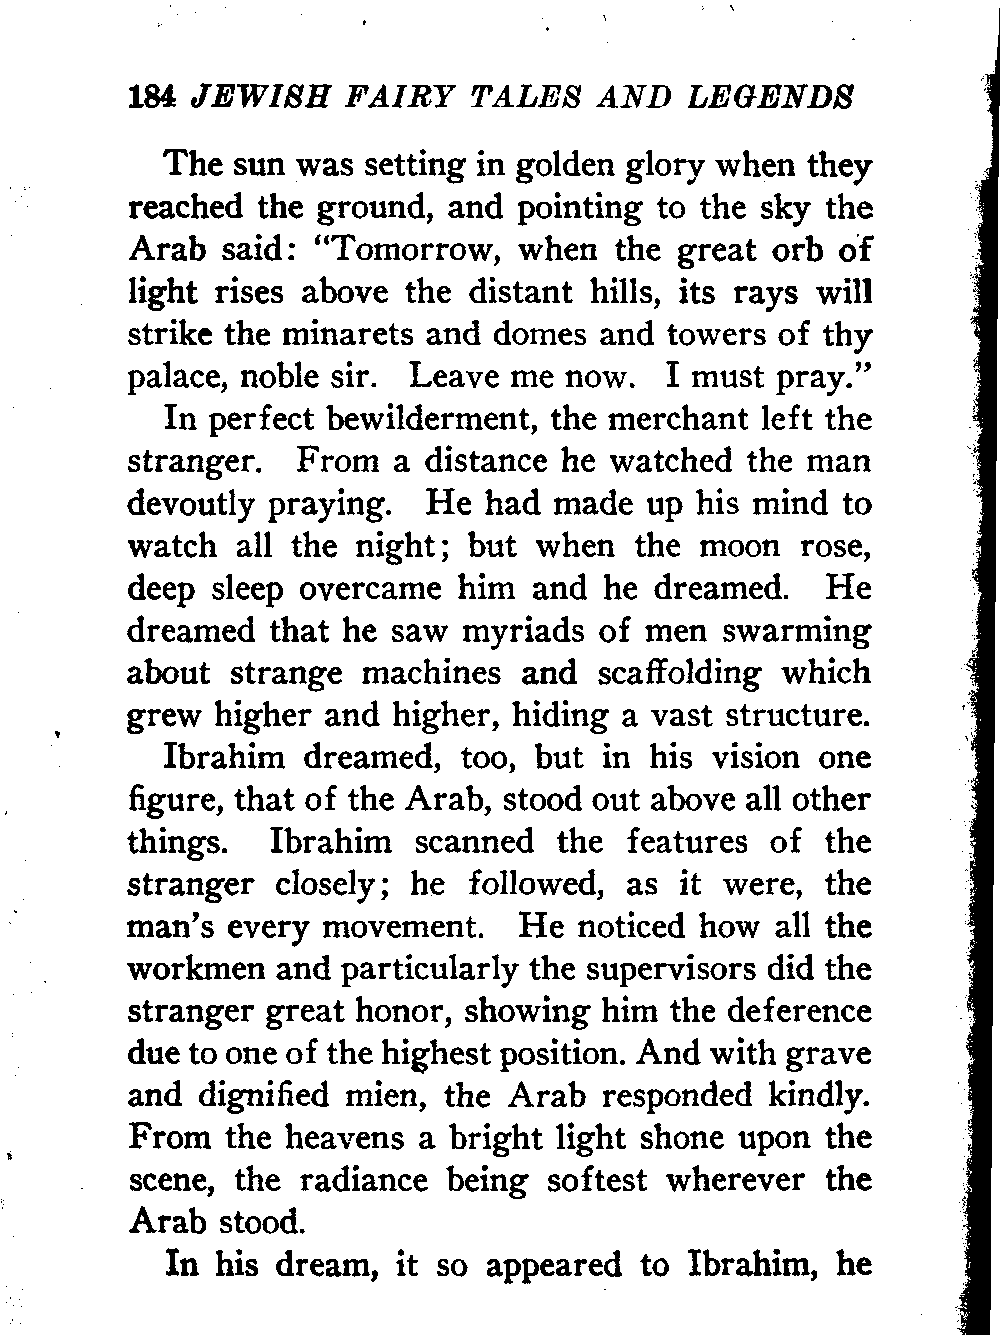 184 JEWISH FAIRY TALES AND LEGENDS
The sun was setting in golden glory when they
reached the ground, and pointing to the sky the
Arab said: "Tomorrow, when the great orb of
light rises above the distant hills, its rays will
strike the minarets and domes and towers of thy
palace, noble sir. Leave me now. I must pray."
In perfect bewilderment, the merchant left the
stranger. From a distance he watched the man
devoutly praying. He had made up his mind to
watch all the night; but when the moon rose,
deep sleep overcame him and he dreamed. He
dreamed that he saw myriads of men swarming
about strange machines and scaffolding which
grew higher and higher, hiding a vast structure.
Ibrahim dreamed, too, but in his vision one
figure, that of the Arab, stood out above all other
things. Ibrahim scanned the features of the
stranger closely; he followed, as it were, the
man's every movement. He noticed how all the
workmen and particularly the supervisors did the
stranger great honor, showing him the deference
due to one of the highest position. And with grave
and dignified mien, the Arab responded kindly.
From the heavens a bright light shone upon the
scene, the radiance being softest wherever the
Arab stood.
In his dream, it so appeared to Ibrahim, he